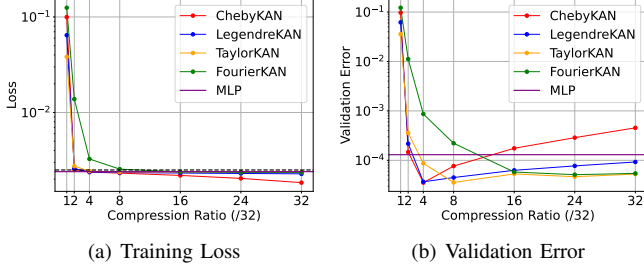 10⁻¹
10⁻²
Loss
ChebyKAN
LegendreKAN
TaylorKAN
FourierKAN
MLP
1 2 4 8 16 24 32
Compression Ratio (/32)
(a) Training Loss
10⁻¹
10⁻²
10⁻³
10⁻⁴
Validation Error
ChebyKAN
LegendreKAN
TaylorKAN
FourierKAN
MLP
1 2 4 8 16 24 32
Compression Ratio (/32)
(b) Validation Error